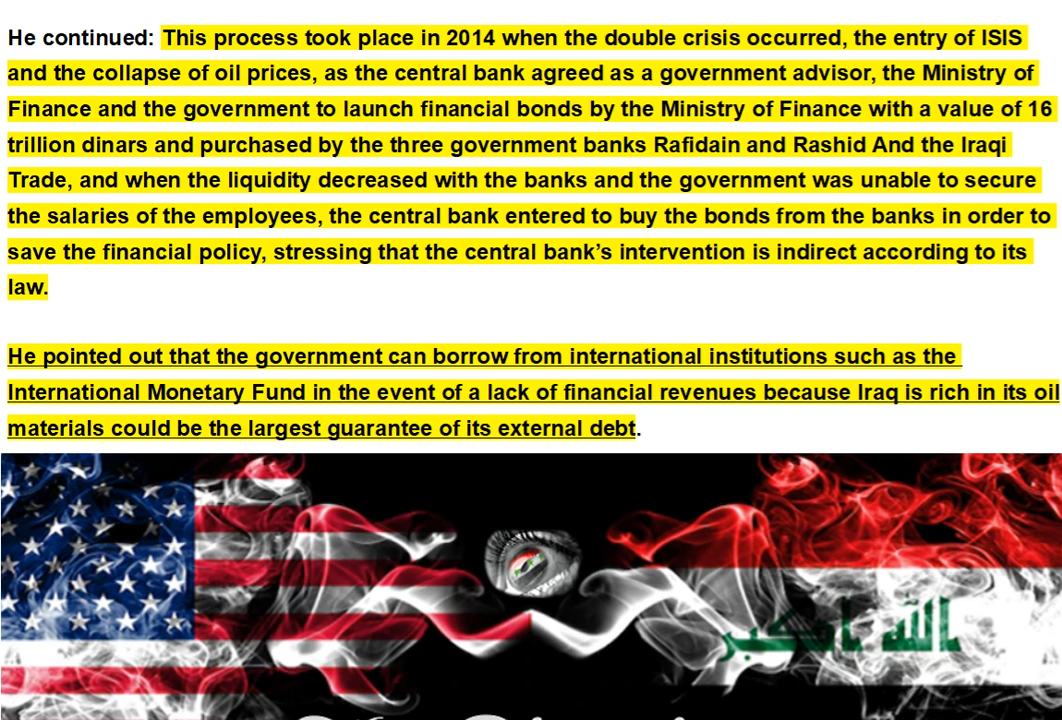 He continued: This process took place in 2014 when the double crisis occurred, the entry of ISIS
and the collapse of oil prices, as the central bank agreed as a government advisor, the Ministry of
Finance and the government to launch financial bonds by the Ministry of Finance with a value of 16
trillion dinars and purchased by the three government banks Rafidain and Rashid And the Iraqi
Trade, and when the liquidity decreased with the banks and the government was unable to secure
the salaries of the employees, the central bank entered to buy the bonds from the banks in order to
save the financial policy, stressing that the central bank’s intervention is indirect according to its
law.
He pointed out that the government can borrow from international institutions such as the
International Monetary Fund in the event of a lack of financial revenues because Iraq is rich in its oil
materials could be the largest guarantee of its external debt.
الله اكبر